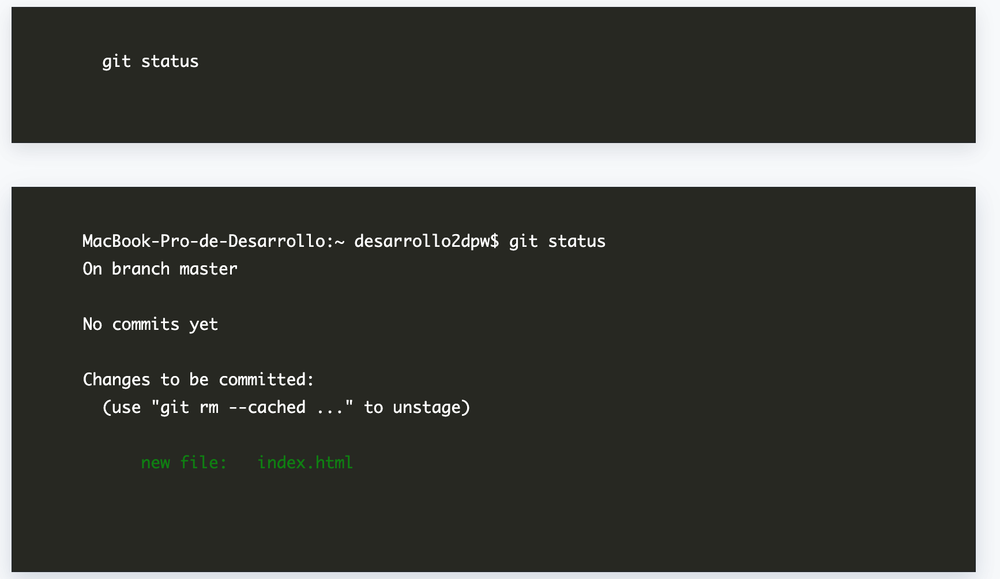 git status
MacBook-Pro-de-Desarrollo:~ desarrollo2dpw$ git status
On branch master
No commits yet
Changes to be committed:
(use "git rm --cached ..." to unstage)
new file:   index.html